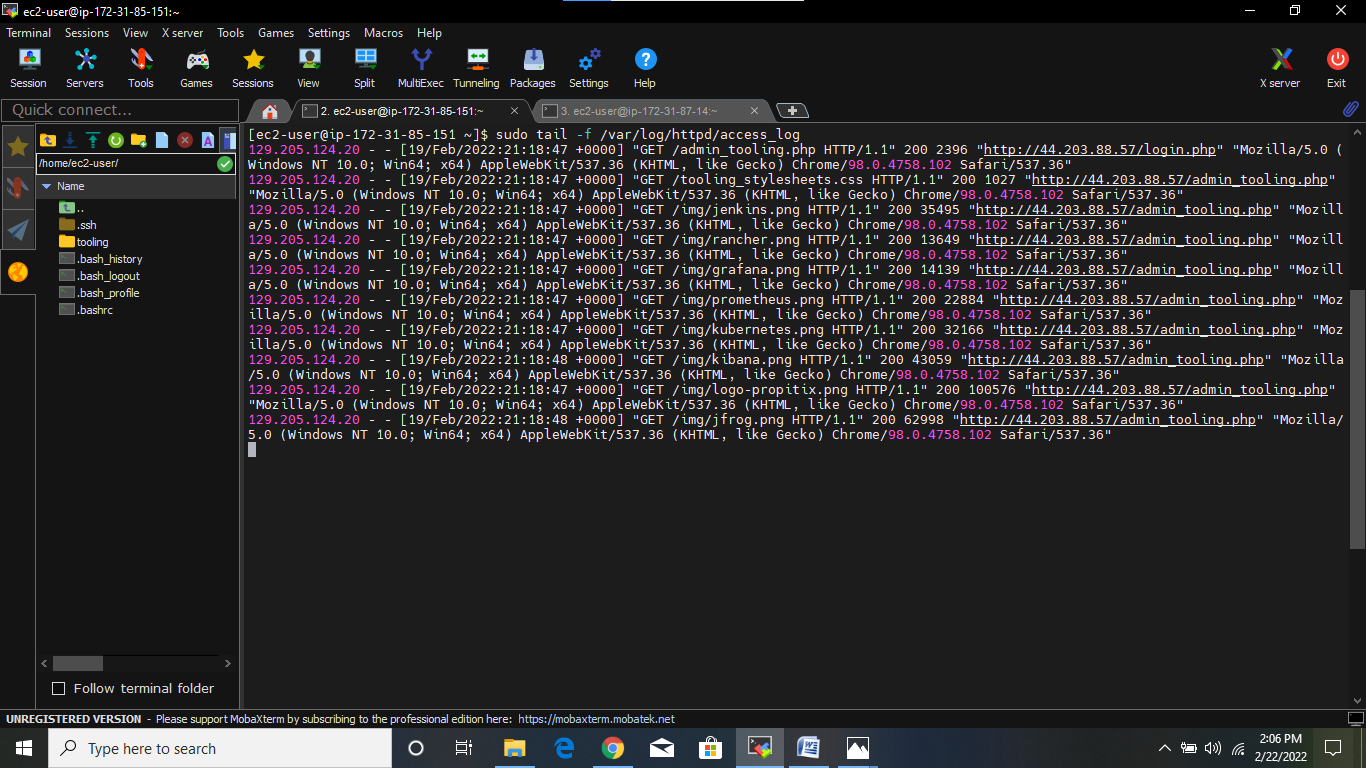 ec2-user@ip-172-31-85-151:~
Terminal Sessions View X server Tools Games Settings Macros Help
Session Servers Tools Games Sessions View Split MultiExec Tunneling Packages Settings Help X server Exit
Quick connect... 2. ec2-user@ip-172-31-85-151:~ 3. ec2-user@ip-172-31-87-14:~
/home/ec2-user/
Name
..
.ssh
tooling
.bash_history
.bash_logout
.bash_profile
.bashrc
Follow terminal folder
[ec2-user@ip-172-31-85-151 ~]$ sudo tail -f /var/log/httpd/access_log
129.205.124.20 - - [19/Feb/2022:21:18:47 +0000] "GET /admin_tooling.php HTTP/1.1" 200 2396 "http://44.203.88.57/login.php" "Mozilla/5.0 (
Windows NT 10.0; Win64; x64) AppleWebKit/537.36 (KHTML, like Gecko) Chrome/98.0.4758.102 Safari/537.36"
129.205.124.20 - - [19/Feb/2022:21:18:47 +0000] "GET /tooling_stylesheets.css HTTP/1.1" 200 1027 "http://44.203.88.57/admin_tooling.php"
"Mozilla/5.0 (Windows NT 10.0; Win64; x64) AppleWebKit/537.36 (KHTML, like Gecko) Chrome/98.0.4758.102 Safari/537.36"
129.205.124.20 - - [19/Feb/2022:21:18:47 +0000] "GET /img/jenkins.png HTTP/1.1" 200 35495 "http://44.203.88.57/admin_tooling.php" "Mozill
a/5.0 (Windows NT 10.0; Win64; x64) AppleWebKit/537.36 (KHTML, like Gecko) Chrome/98.0.4758.102 Safari/537.36"
129.205.124.20 - - [19/Feb/2022:21:18:47 +0000] "GET /img/rancher.png HTTP/1.1" 200 13649 "http://44.203.88.57/admin_tooling.php" "Mozill
a/5.0 (Windows NT 10.0; Win64; x64) AppleWebKit/537.36 (KHTML, like Gecko) Chrome/98.0.4758.102 Safari/537.36"
129.205.124.20 - - [19/Feb/2022:21:18:47 +0000] "GET /img/grafana.png HTTP/1.1" 200 14139 "http://44.203.88.57/admin_tooling.php" "Mozill
a/5.0 (Windows NT 10.0; Win64; x64) AppleWebKit/537.36 (KHTML, like Gecko) Chrome/98.0.4758.102 Safari/537.36"
129.205.124.20 - - [19/Feb/2022:21:18:47 +0000] "GET /img/prometheus.png HTTP/1.1" 200 22884 "http://44.203.88.57/admin_tooling.php" "Moz
illa/5.0 (Windows NT 10.0; Win64; x64) AppleWebKit/537.36 (KHTML, like Gecko) Chrome/98.0.4758.102 Safari/537.36"
129.205.124.20 - - [19/Feb/2022:21:18:47 +0000] "GET /img/kubernetes.png HTTP/1.1" 200 32166 "http://44.203.88.57/admin_tooling.php" "Moz
illa/5.0 (Windows NT 10.0; Win64; x64) AppleWebKit/537.36 (KHTML, like Gecko) Chrome/98.0.4758.102 Safari/537.36"
129.205.124.20 - - [19/Feb/2022:21:18:48 +0000] "GET /img/kibana.png HTTP/1.1" 200 43059 "http://44.203.88.57/admin_tooling.php" "Mozilla
/5.0 (Windows NT 10.0; Win64; x64) AppleWebKit/537.36 (KHTML, like Gecko) Chrome/98.0.4758.102 Safari/537.36"
129.205.124.20 - - [19/Feb/2022:21:18:47 +0000] "GET /img/logo-propitix.png HTTP/1.1" 200 100576 "http://44.203.88.57/admin_tooling.php"
"Mozilla/5.0 (Windows NT 10.0; Win64; x64) AppleWebKit/537.36 (KHTML, like Gecko) Chrome/98.0.4758.102 Safari/537.36"
129.205.124.20 - - [19/Feb/2022:21:18:48 +0000] "GET /img/jfrog.png HTTP/1.1" 200 62998 "http://44.203.88.57/admin_tooling.php" "Mozilla/
5.0 (Windows NT 10.0; Win64; x64) AppleWebKit/537.36 (KHTML, like Gecko) Chrome/98.0.4758.102 Safari/537.36"
UNREGISTERED VERSION - Please support MobaXterm by subscribing to the professional edition here: https://mobaxterm.mobatek.net
Type here to search
2:06 PM
2/22/2022